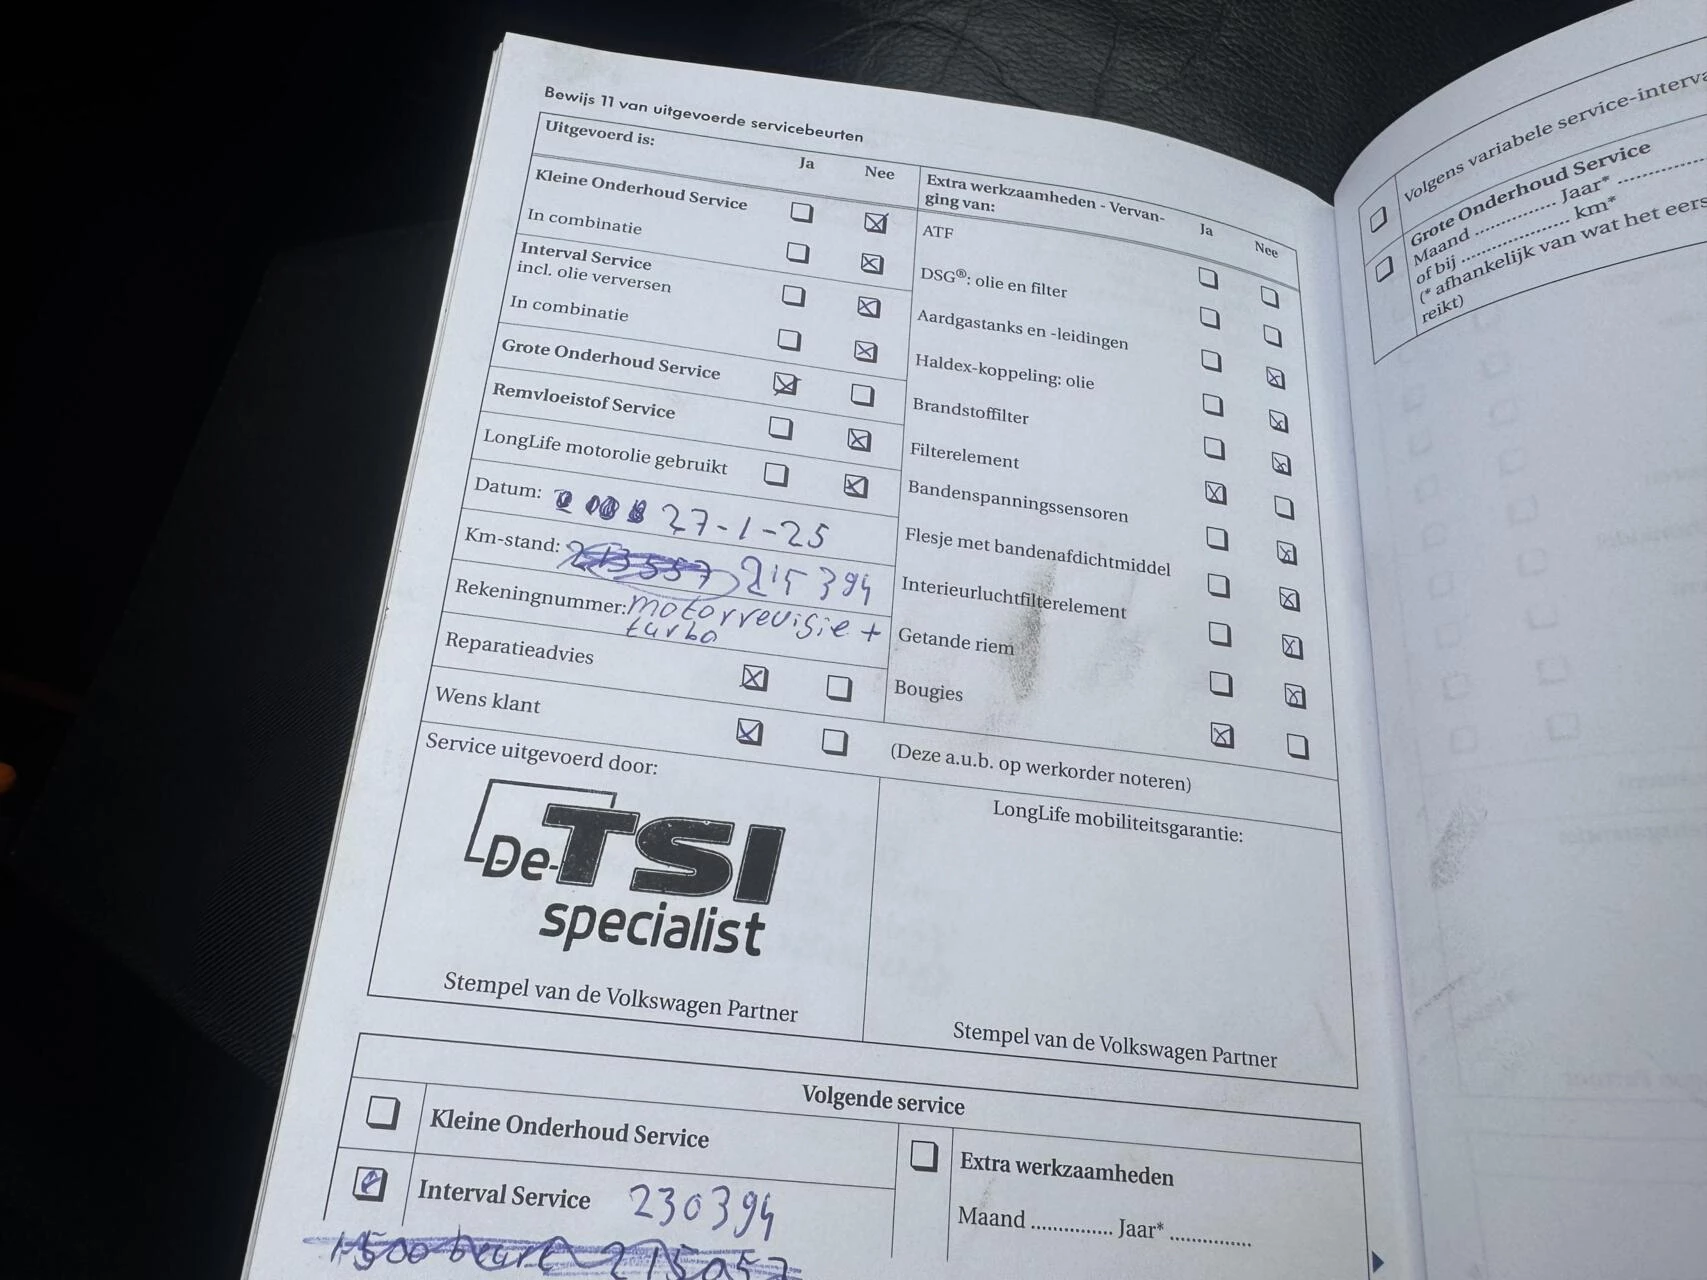 Bewijs 11 van uitgevoerde servicebeurten
Uitgevoerd is:
Ja
Nee
Kleine Onderhoud Service
In combinatie
Interval Service
incl. olie verversen
In combinatie
Grote Onderhoud Service
Remvloeistof Service
LongLife motorolie gebruikt
Datum: 27-1-25
Km-stand: 213557 215394
Rekeningnummer: motorrevisie +
turbo
Reparatieadvies
Wens klant
Extra werkzaamheden - Vervan-
ging van:
Ja
Nee
ATF
DSG®: olie en filter
Aardgastanks en -leidingen
Haldex-koppeling: olie
Brandstoffilter
Filterelement
Bandenspanningssensoren
Flesje met bandenafdichtmiddel
Interieurluchtfilterelement
Getande riem
Bougies
(Deze a.u.b. op werkorder noteren)
Service uitgevoerd door:
De TSI
specialist
Stempel van de Volkswagen Partner
LongLife mobiliteitsgarantie:
Stempel van de Volkswagen Partner
Volgende service
Kleine Onderhoud Service
Interval Service 230394
1500 beurt 215057
Extra werkzaamheden
Maand .............. Jaar* ..............
Volgens variabele service-interva
Grote Onderhoud Service
Maand .............. Jaar* ..............
of bij .................. km*
(* afhankelijk van wat het eers
reikt)